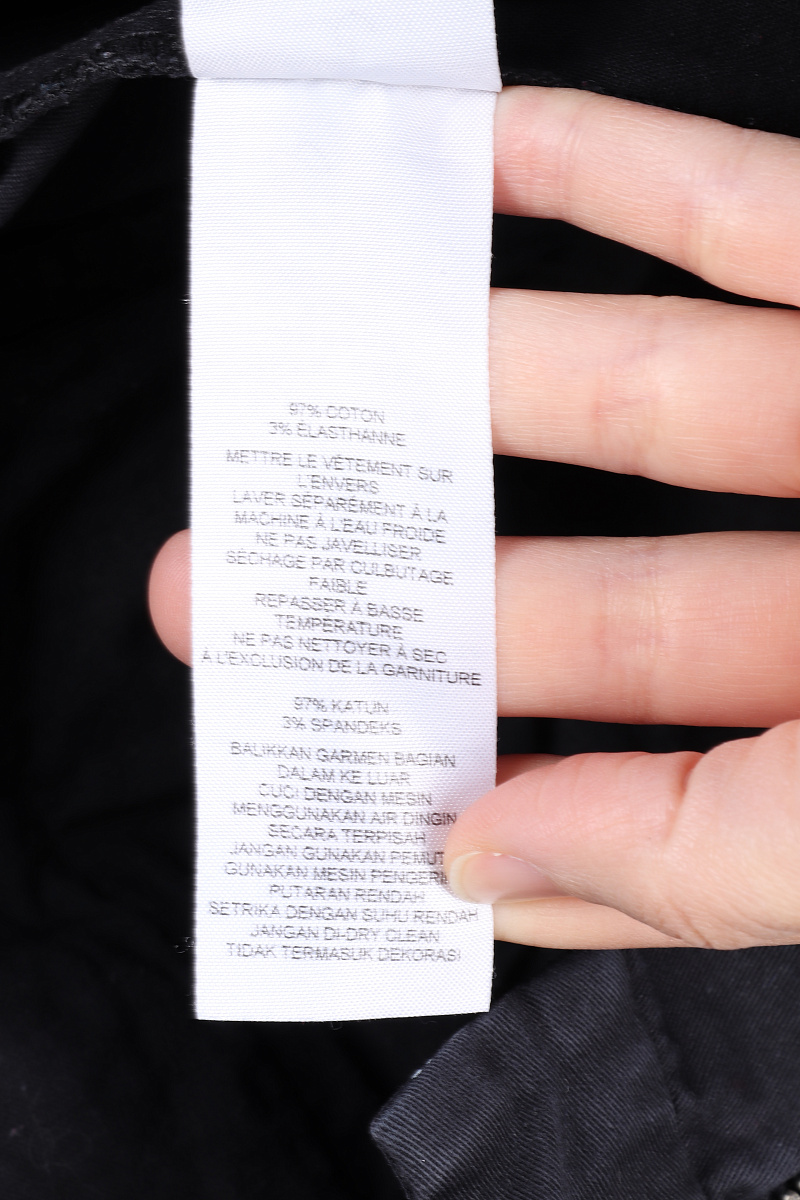 97% COTON
3% ÉLASTHANNE
METTRE LE VÊTEMENT SUR
L'ENVERS
LAVER SÉPARÉMENT À LA
MACHINE À L'EAU FROIDE
NE PAS JAVELLISER
SÉCHAGE PAR CULBUTAGE
FAIBLE
REPASSER À BASSE
TEMPÉRATURE
NE PAS NETTOYER À SEC
À L'EXCLUSION DE LA GARNITURE
97% KATUN
3% SPANDEKS
BALIKKAN GARMEN BAGIAN
DALAM KE LUAR
CUCI DENGAN MESIN
MENGGUNAKAN AIR DINGIN
SECARA TERPISAH
JANGAN GUNAKAN
GUNAKAN MESIN
PUTARAN RENDAH
SETRIKA DENGAN SUHU RENDAH
JANGAN DI-DRY CLEAN
TIDAK TERMASUK DEKORASI